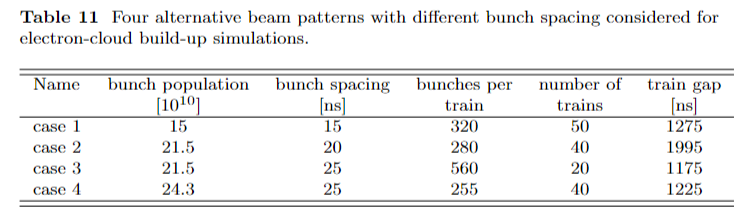 Table 11 Four alternative beam patterns with different bunch spacing considered for
electron-cloud build-up simulations.
Name bunch population bunch spacing bunches per number of train gap
[10¹⁰] [ns] train trains [ns]
case 1 15 15 320 50 1275
case 2 21.5 20 280 40 1995
case 3 21.5 25 560 20 1175
case 4 24.3 25 255 40 1225